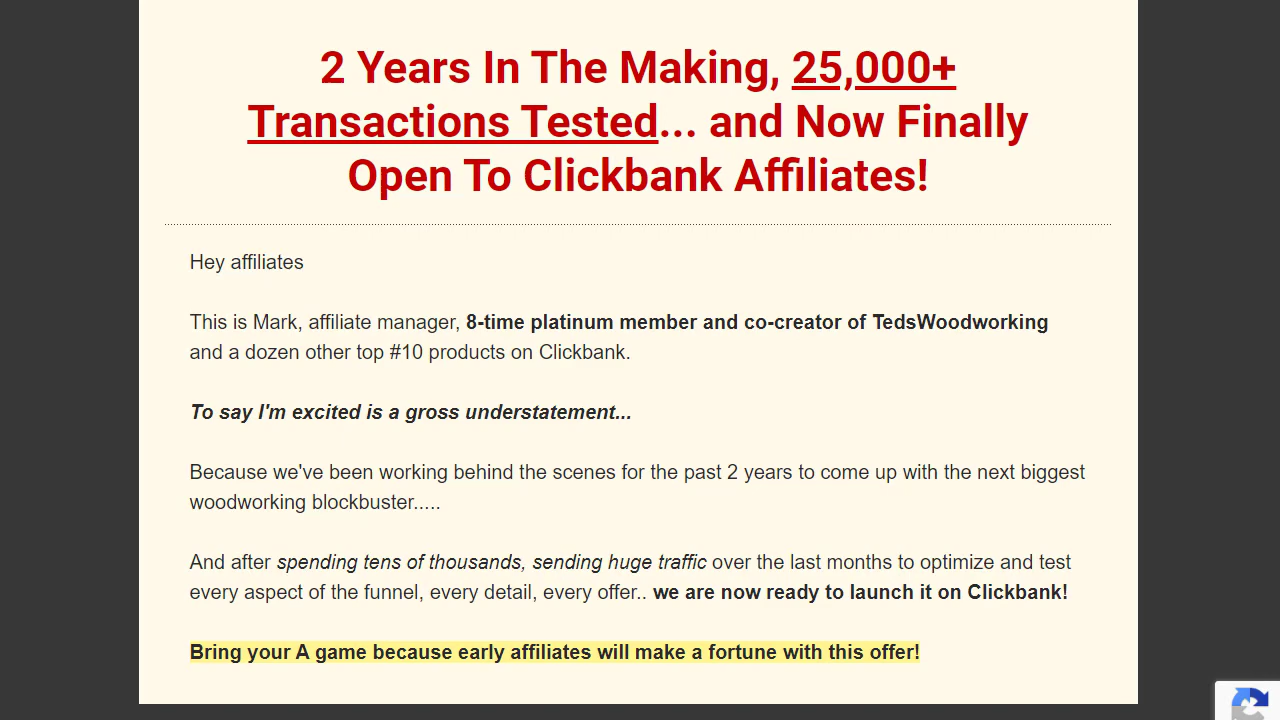 2 Years In The Making, 25,000+
Transactions Tested... and Now Finally
Open To Clickbank Affiliates!
Hey affiliates
This is Mark, affiliate manager, 8-time platinum member and co-creator of TedsWoodworking
and a dozen other top #10 products on Clickbank.
To say I'm excited is a gross understatement...
Because we've been working behind the scenes for the past 2 years to come up with the next biggest
woodworking blockbuster.....
And after spending tens of thousands, sending huge traffic over the last months to optimize and test
every aspect of the funnel, every detail, every offer.. we are now ready to launch it on Clickbank!
Bring your A game because early affiliates will make a fortune with this offer!